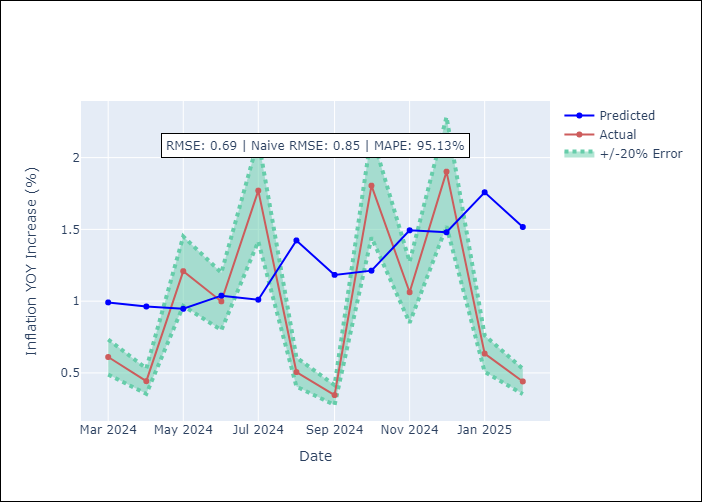 RMSE: 0.69 | Naive RMSE: 0.85 | MAPE: 95.13%
Predicted
Actual
+/-20% Error
Inflation YOY Increase (%)
2
1.5
1
0.5
Mar 2024
May 2024
Jul 2024
Sep 2024
Nov 2024
Jan 2025
Date